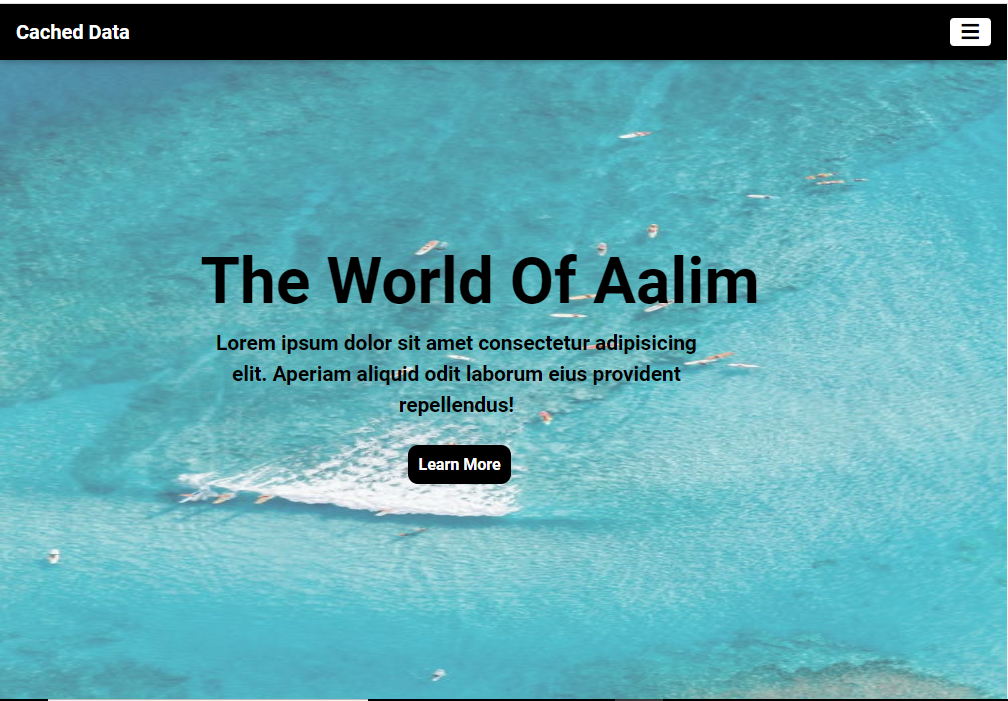 Cached Data
The World Of Aalim
Lorem ipsum dolor sit amet consectetur adipisicing
elit. Aperiam aliquid odit laborum eius provident
repellendus!
Learn More